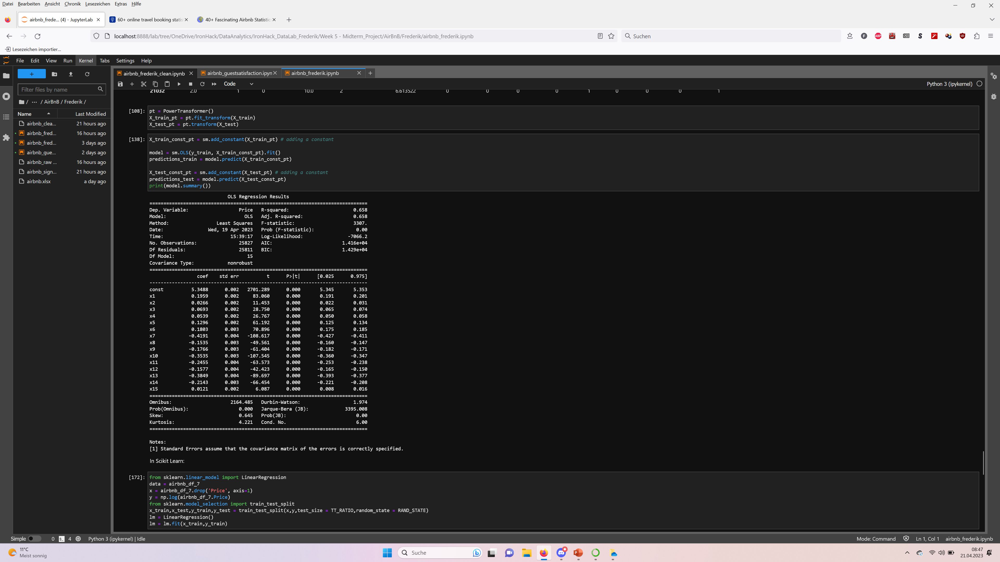 Datei Bearbeiten Ansicht Chronik Lesezeichen Extras Hilfe
airbnb_frede... (4) - JupyterLab
60+ online travel booking statis
40+ Fascinating Airbnb Statistic
localhost:8888/lab/tree/OneDrive/IronHack/DataAnalytics/IronHack_DataLab_Frederik/Week 5 - Midterm_Project/AirBnB/Frederik/airbnb_frederik.ipynb
Suchen
Lesezeichen importier...
File Edit View Run Kernel Tabs Settings Help
airbnb_frederik_clean.ipynb
airbnb_guestsatisfaction.ipyn
airbnb_frederik.ipynb
Code
Python 3 (ipykernel)
Filter files by name
/ ··· / AirBnB / Frederik /
Name Last Modified
airbnb_clea... 21 hours ago
airbnb_fred... 16 hours ago
airbnb_fred... 3 days ago
airbnb_gue... 2 days ago
airbnb_raw ... 16 hours ago
airbnb_sign... 21 hours ago
airbnb.xlsx a day ago
21032 2.0 1 0 10.0 2 6.613522 0 0 0 0 1 0 0 0 1
[108]: pt = PowerTransformer()
X_train_pt = pt.fit_transform(X_train)
X_test_pt = pt.transform(X_test)
[138]: X_train_const_pt = sm.add_constant(X_train_pt) # adding a constant
model = sm.OLS(y_train, X_train_const_pt).fit()
predictions_train = model.predict(X_train_const_pt)
X_test_const_pt = sm.add_constant(X_test_pt) # adding a constant
predictions_test = model.predict(X_test_const_pt)
print(model.summary())
OLS Regression Results
==============================================================================
Dep. Variable: Price R-squared: 0.658
Model: OLS Adj. R-squared: 0.658
Method: Least Squares F-statistic: 3307.
Date: Wed, 19 Apr 2023 Prob (F-statistic): 0.00
Time: 15:39:17 Log-Likelihood: -7066.2
No. Observations: 25827 AIC: 1.416e+04
Df Residuals: 25811 BIC: 1.429e+04
Df Model: 15
Covariance Type: nonrobust
==============================================================================
coef std err t P>|t| [0.025 0.975]
------------------------------------------------------------------------------
const 5.3488 0.002 2701.289 0.000 5.345 5.353
x1 0.1959 0.002 83.060 0.000 0.191 0.201
x2 0.0266 0.002 11.453 0.000 0.022 0.031
x3 0.0693 0.002 28.750 0.000 0.065 0.074
x4 0.0539 0.002 26.767 0.000 0.050 0.058
x5 0.1296 0.002 61.192 0.000 0.125 0.134
x6 0.1803 0.003 70.896 0.000 0.175 0.185
x7 -0.4191 0.004 -108.617 0.000 -0.427 -0.411
x8 -0.1535 0.003 -49.561 0.000 -0.160 -0.147
x9 -0.1766 0.003 -61.404 0.000 -0.182 -0.171
x10 -0.3535 0.003 -107.545 0.000 -0.360 -0.347
x11 -0.2455 0.004 -63.573 0.000 -0.253 -0.238
x12 -0.1577 0.004 -42.423 0.000 -0.165 -0.150
x13 -0.3849 0.004 -89.697 0.000 -0.393 -0.377
x14 -0.2143 0.003 -66.454 0.000 -0.221 -0.208
x15 0.0121 0.002 6.087 0.000 0.008 0.016
==============================================================================
Omnibus: 2164.485 Durbin-Watson: 1.974
Prob(Omnibus): 0.000 Jarque-Bera (JB): 3395.008
Skew: 0.645 Prob(JB): 0.00
Kurtosis: 4.221 Cond. No. 6.00
==============================================================================
Notes:
[1] Standard Errors assume that the covariance matrix of the errors is correctly specified.
In Scikit Learn:
[172]: from sklearn.linear_model import LinearRegression
data = airbnb_df_7
x = airbnb_df_7.drop('Price', axis=1)
y = np.log(airbnb_df_7.Price)
from sklearn.model_selection import train_test_split
x_train,x_test,y_train,y_test = train_test_split(x,y,test_size = TT_RATIO,random_state = RAND_STATE)
lm = LinearRegression()
lm = lm.fit(x_train,y_train)
Simple 0 4 Python 3 (ipykernel) | Idle Mode: Command Ln 1, Col 1 airbnb_frederik.ipynb
11°C
Meist sonnig
Suche
08:47
21.04.2023